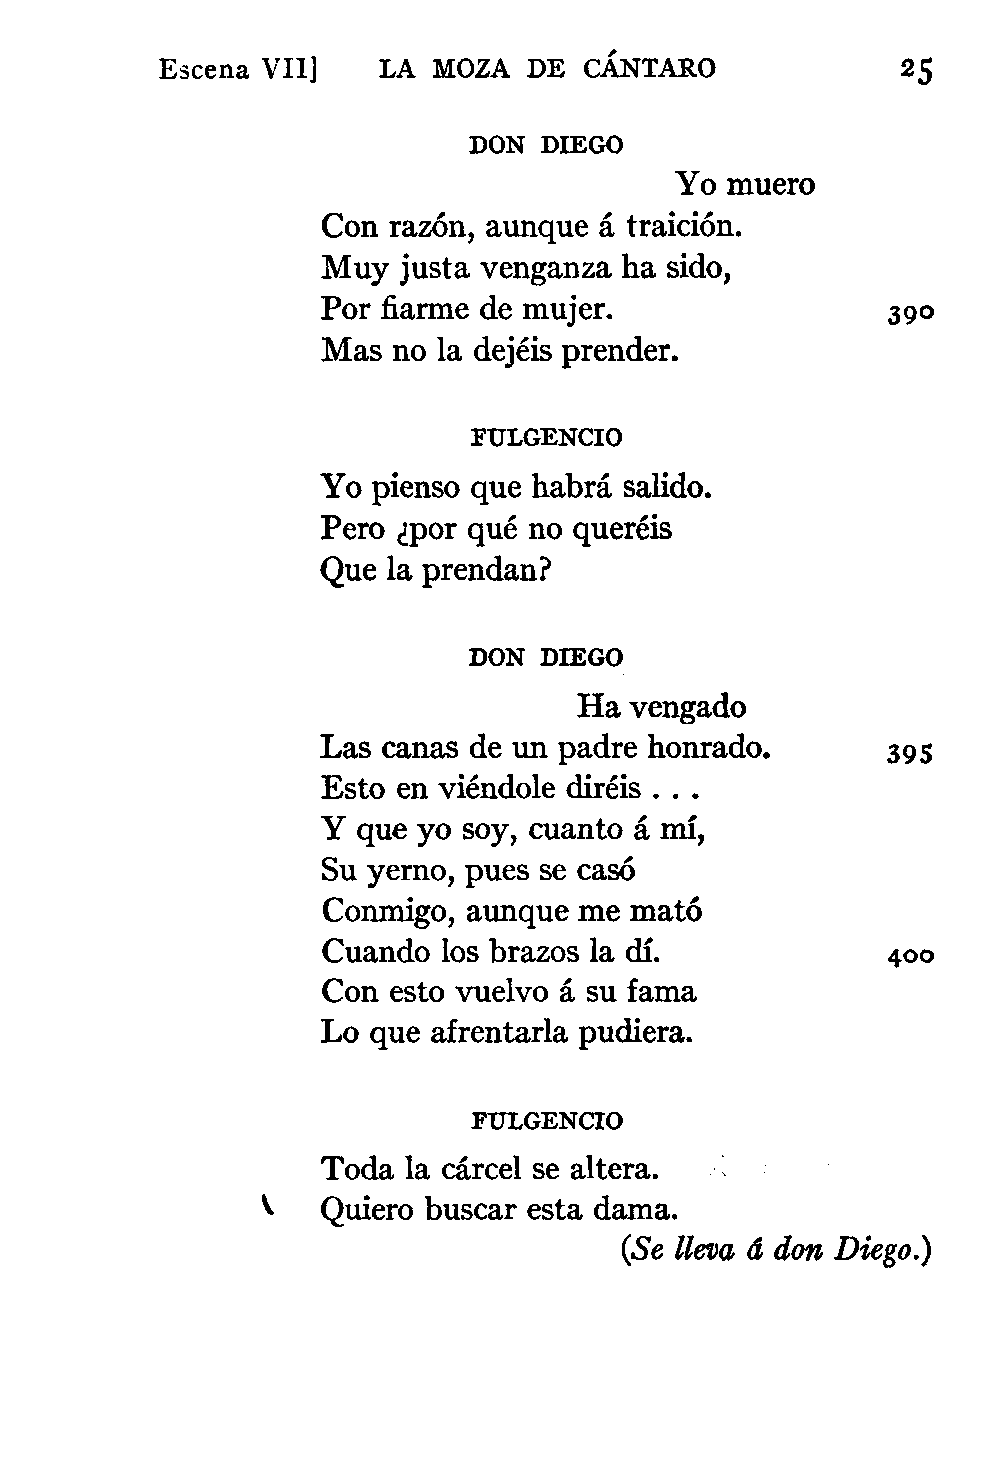 Escena VII] LA MOZA DE CÁNTARO 25
DON DIEGO
Yo muero
Con razón, aunque á traición.
Muy justa venganza ha sido,
Por fiarme de mujer. 390
Mas no la dejéis prender.
FULGENCIO
Yo pienso que habrá salido.
Pero ¿por qué no queréis
Que la prendan?
DON DIEGO
Ha vengado
Las canas de un padre honrado. 395
Esto en viéndole diréis . . .
Y que yo soy, cuanto á mí,
Su yerno, pues se casó
Conmigo, aunque me mató
Cuando los brazos la dí. 400
Con esto vuelvo á su fama
Lo que afrentarla pudiera.
FULGENCIO
Toda la cárcel se altera.
Quiero buscar esta dama.
(Se lleva á don Diego.)